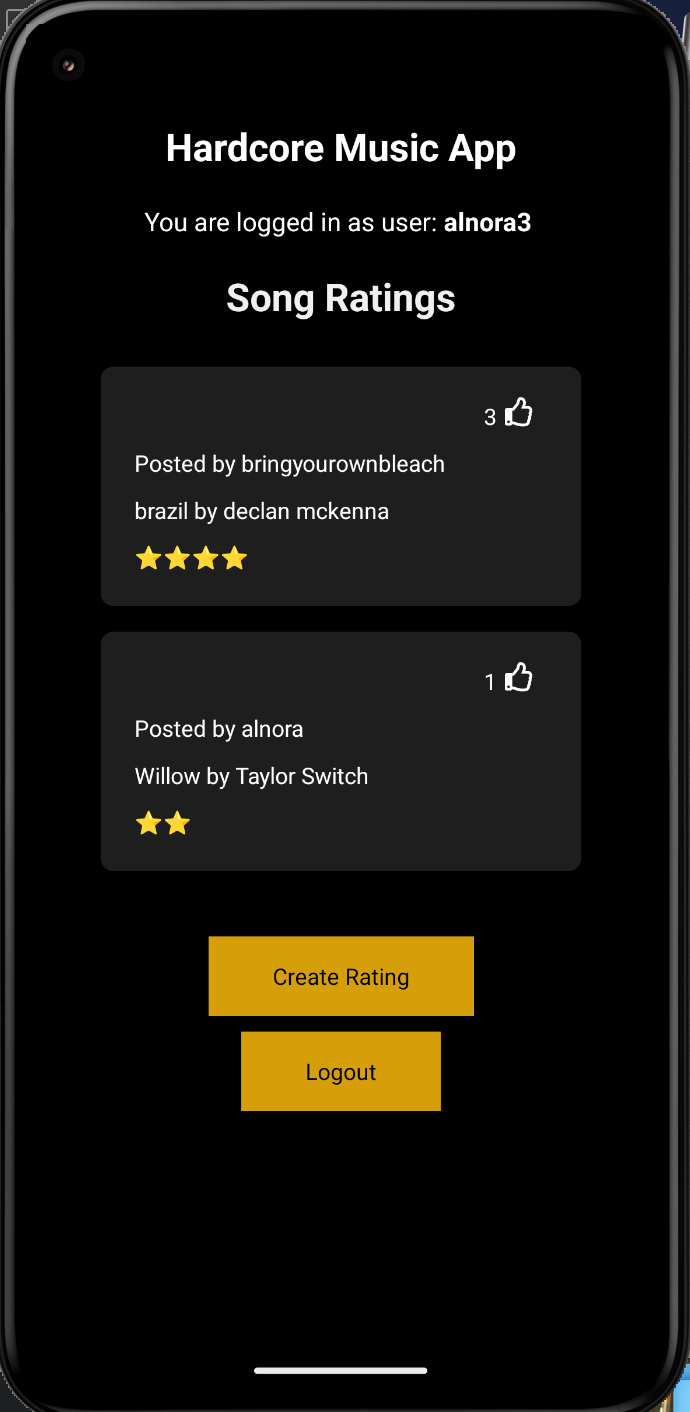 Hardcore Music App
You are logged in as user: alnora3
Song Ratings
3
Posted by bringyourownbleach
brazil by declan mckenna
1
Posted by alnora
Willow by Taylor Switch
Create Rating
Logout